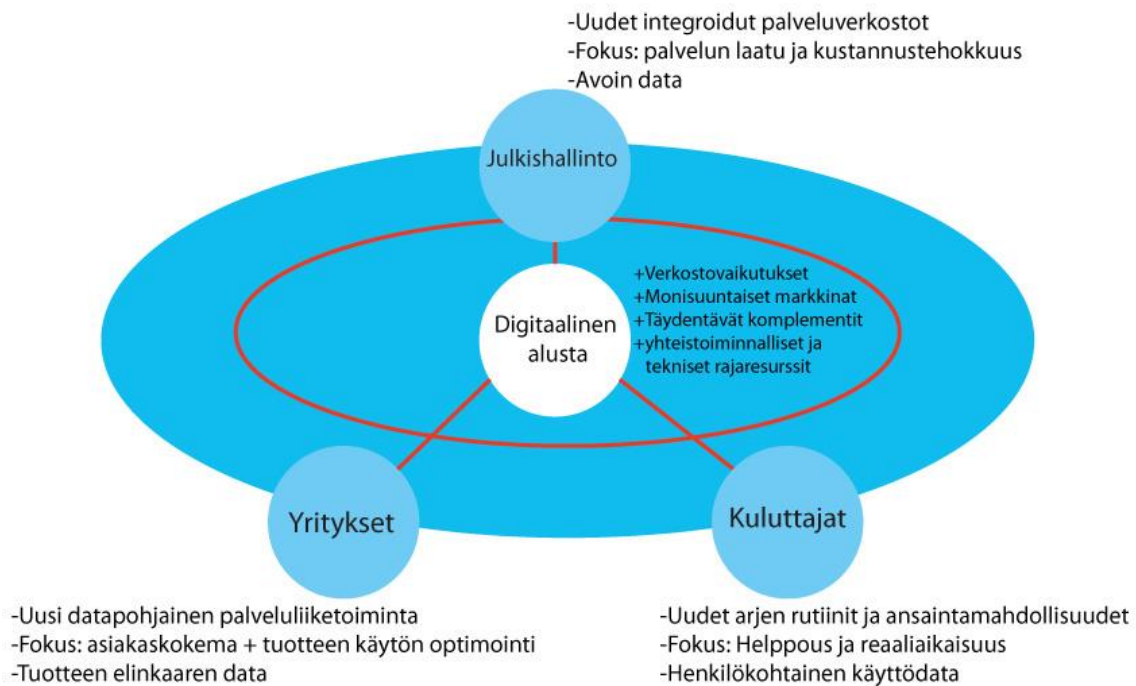 -Uudet integroidut palveluverkostot
-Fokus: palvelun laatu ja kustannustehokkuus
-Avoin data
Julkishallinto
Digitaalinen
alusta
+Verkostovaikutukset
+Monisuuntaiset markkinat
+Täydentävät komplementit
+yhteistoiminnalliset ja
tekniset rajaresurssit
Yritykset
-Uusi datapohjainen palveluliiketoiminta
-Fokus: asiakaskokema + tuotteen käytön optimointi
-Tuotteen elinkaaren data
Kuluttajat
-Uudet arjen rutiinit ja ansaintamahdollisuudet
-Fokus: Helppous ja reaaliaikaisuus
-Henkilökohtainen käyttödata